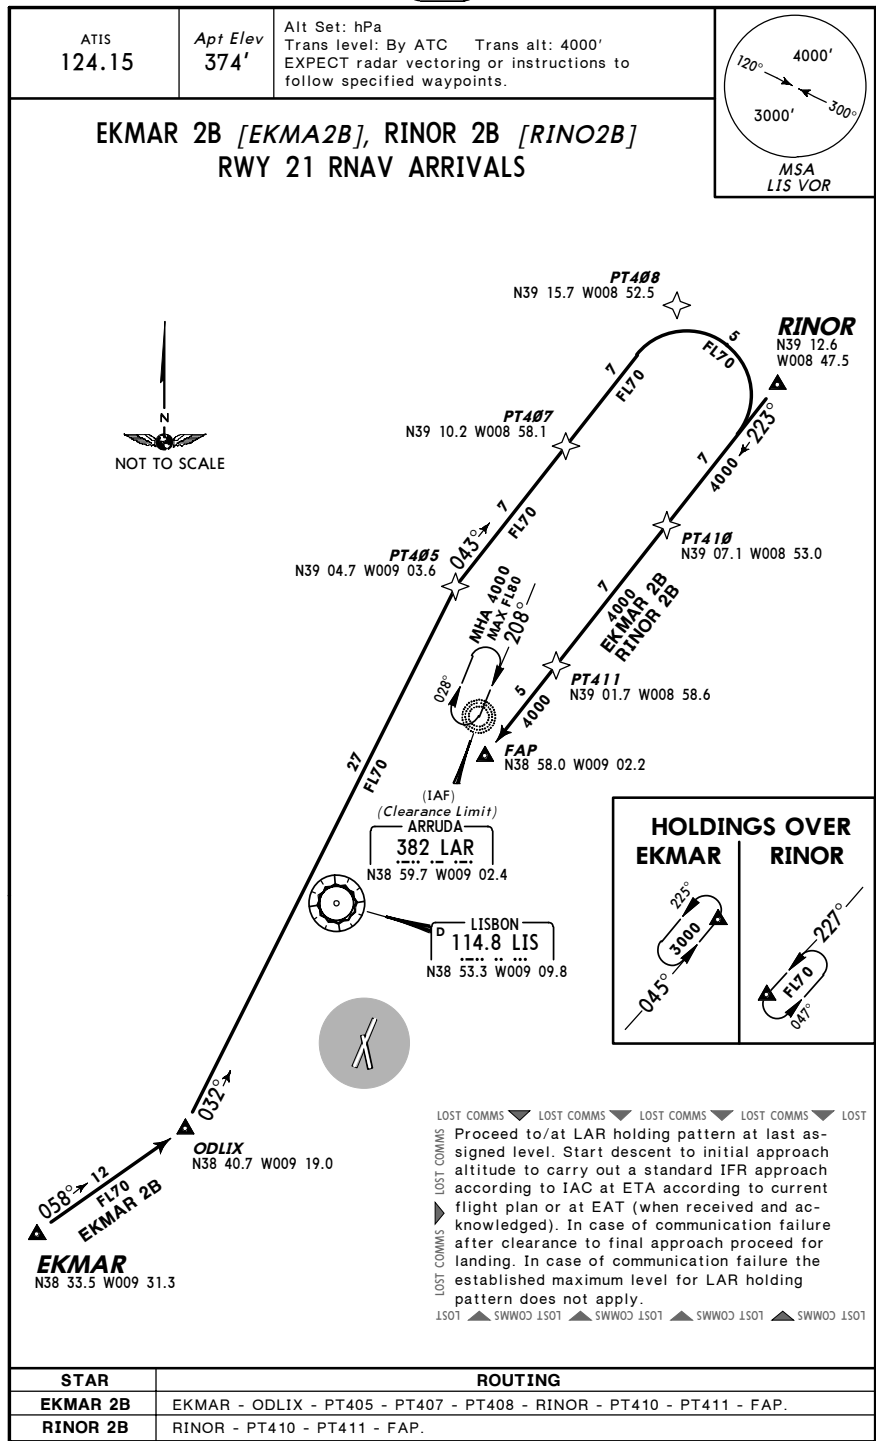 ATIS
124.15
Apt Elev
374'
Alt Set: hPa
Trans level: By ATC Trans alt: 4000'
EXPECT radar vectoring or instructions to
follow specified waypoints.
120°
4000'
3000'
300°
MSA
LIS VOR
EKMAR 2B [EKMA2B], RINOR 2B [RINO2B]
RWY 21 RNAV ARRIVALS
PT4Ø8
N39 15.7 W008 52.5
RINOR
N39 12.6
W008 47.5
5
FL70
7
FL70
223°
N
NOT TO SCALE
PT4Ø7
N39 10.2 W008 58.1
7
4000
7
FL70
043°
PT41Ø
N39 07.1 W008 53.0
PT4Ø5
N39 04.7 W009 03.6
MHA 4000
MAX FL80
208°
028°
7
4000
EKMAR 2B
RINOR 2B
PT411
N39 01.7 W008 58.6
5
4000
FAP
N38 58.0 W009 02.2
27
FL70
(IAF)
(Clearance Limit)
ARRUDA
382 LAR
N38 59.7 W009 02.4
D
LISBON
114.8 LIS
N38 53.3 W009 09.8
HOLDINGS OVER
EKMAR
RINOR
225°
3000
045°
227°
FL70
047°
032°
ODLIX
N38 40.7 W009 19.0
058°
12
FL70
EKMAR 2B
EKMAR
N38 33.5 W009 31.3
LOST COMMS LOST COMMS LOST COMMS LOST COMMS LOST
LOST COMMS LOST COMMS
Proceed to/at LAR holding pattern at last as-
signed level. Start descent to initial approach
altitude to carry out a standard IFR approach
according to IAC at ETA according to current
flight plan or at EAT (when received and ac-
knowledged). In case of communication failure
after clearance to final approach proceed for
landing. In case of communication failure the
established maximum level for LAR holding
pattern does not apply.
LOST COMMS LOST COMMS LOST COMMS LOST COMMS LOST
STAR ROUTING
EKMAR 2B EKMAR - ODLIX - PT405 - PT407 - PT408 - RINOR - PT410 - PT411 - FAP.
RINOR 2B RINOR - PT410 - PT411 - FAP.